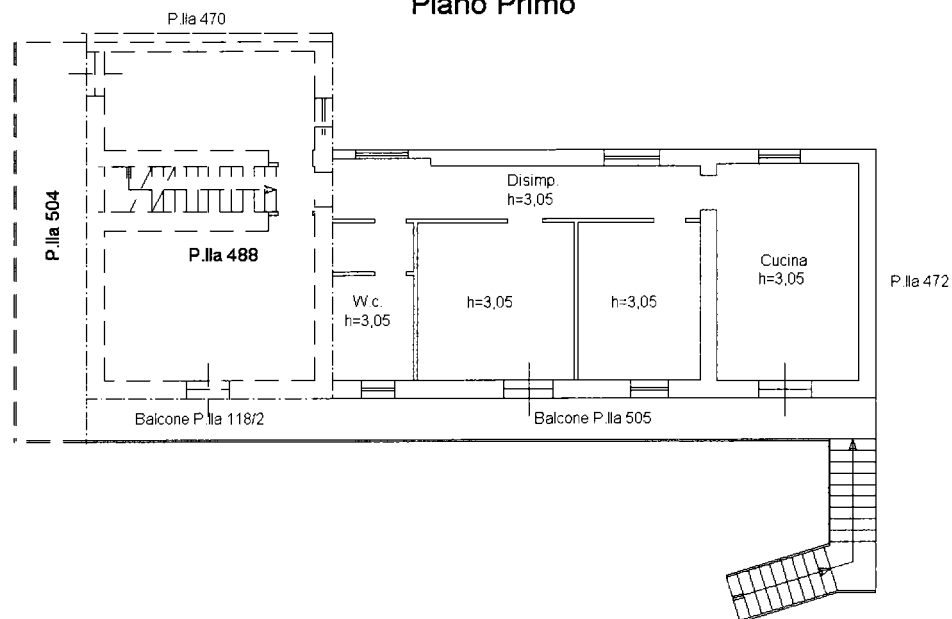 Piano Primo
P.lla 470
Disimp.
h=3,05
P.lla 504
P.lla 488
Cucina
h=3,05
P.lla 472
W.c.
h=3,05
h=3,05
h=3,05
Balcone P.lla 118/2
Balcone P.lla 505